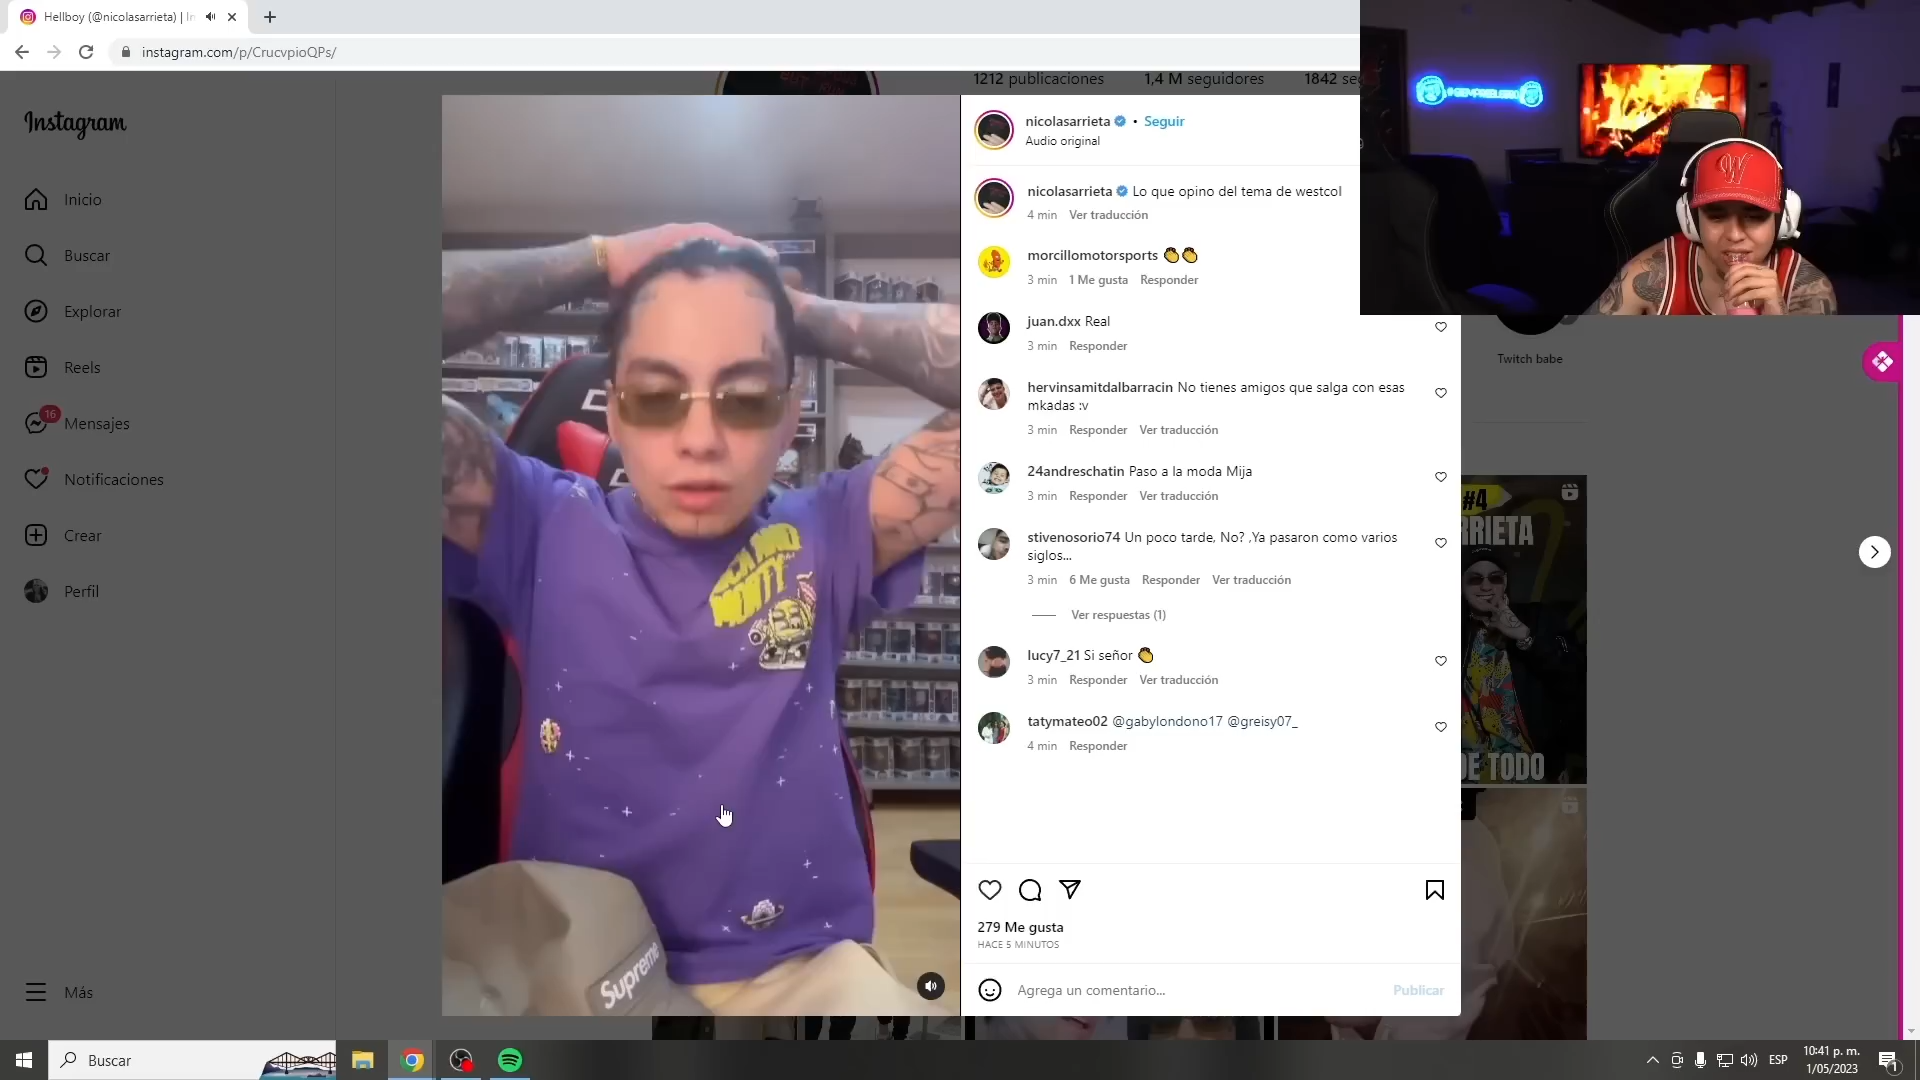 Hellboy (@nicolasarrieta) | In
instagram.com/p/CrucvpioQPs/
1212 publicaciones
1,4 M seguidores
1842 se
Instagram
Inicio
Buscar
Explorar
Reels
16
Mensajes
Notificaciones
Crear
Perfil
Más
Supreme
nicolasarrieta • Seguir
Audio original
nicolasarrieta Lo que opino del tema de westcol
4 min Ver traducción
morcillomotorsports 👏👏
3 min 1 Me gusta Responder
juan.dxx Real
3 min Responder
hervinsamitdalbarracin No tienes amigos que salga con esas
mkadas :v
3 min Responder Ver traducción
24andreschatin Paso a la moda Mija
3 min Responder Ver traducción
stivenosorio74 Un poco tarde, No? ,Ya pasaron como varios
siglos...
3 min 6 Me gusta Responder Ver traducción
Ver respuestas (1)
lucy7_21 Si señor 👏
3 min Responder Ver traducción
tatymateo02 @gabylondono17 @greisy07_
4 min Responder
279 Me gusta
HACE 5 MINUTOS
Agrega un comentario...
Publicar
W
Twitch babe
#4
RRIETA
DE TODO
Buscar
ESP
10:41 p. m.
1/05/2023
1